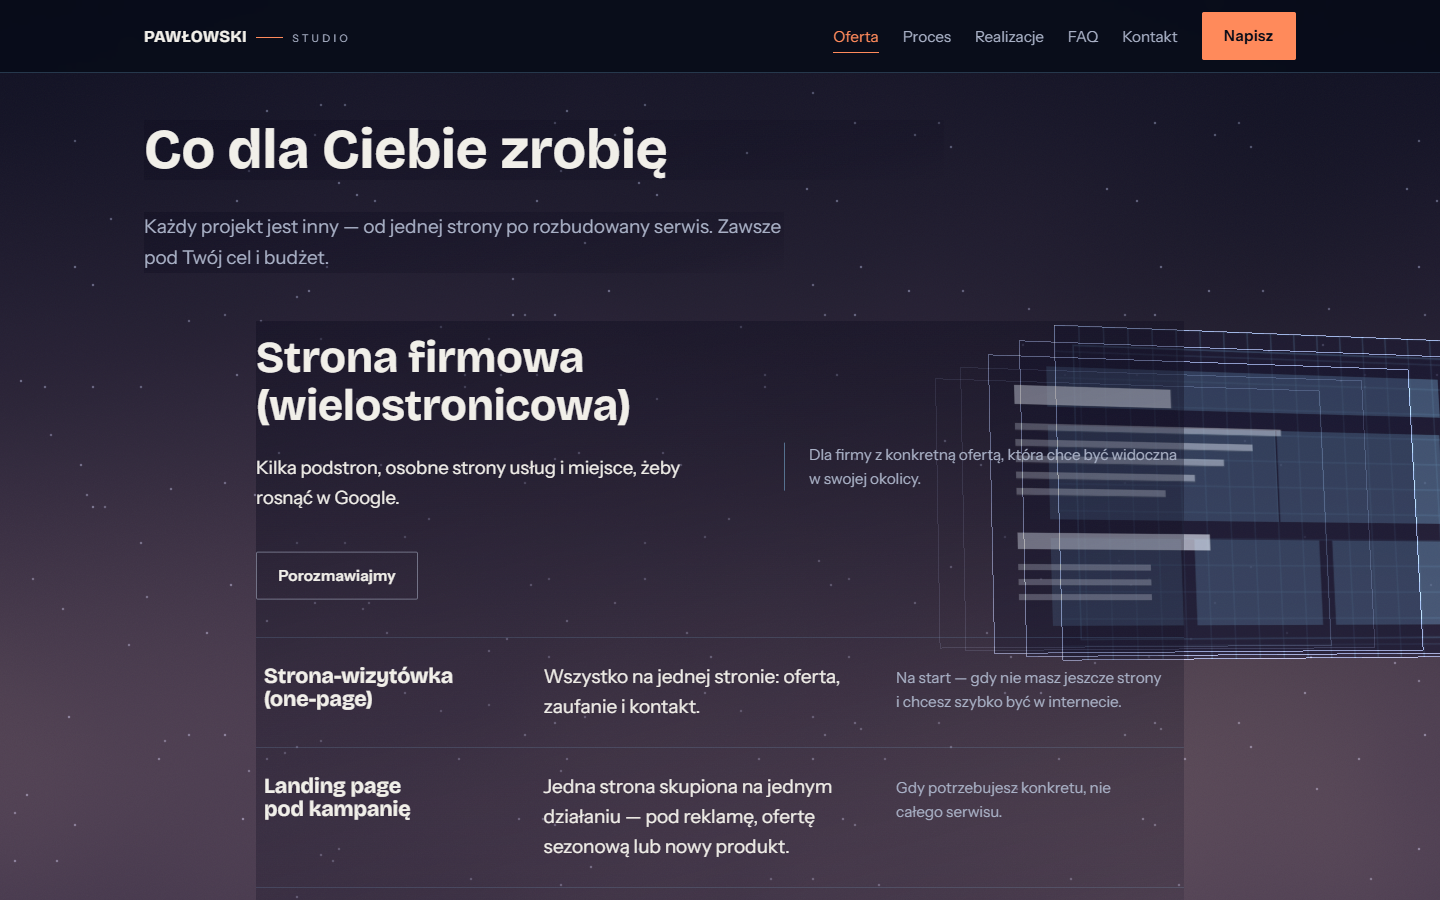 PAWŁOWSKI — STUDIO
Oferta Proces Realizacje FAQ Kontakt Napisz
Co dla Ciebie zrobię
Każdy projekt jest inny — od jednej strony po rozbudowany serwis. Zawsze
pod Twój cel i budżet.
Strona firmowa
(wielostronicowa)
Kilka podstron, osobne strony usług i miejsce, żeby
rosnąć w Google.
Dla firmy z konkretną ofertą, która chce być widoczna
w swojej okolicy.
Porozmawiajmy
Strona-wizytówka
(one-page)
Wszystko na jednej stronie: oferta,
zaufanie i kontakt.
Na start — gdy nie masz jeszcze strony
i chcesz szybko być w internecie.
Landing page
pod kampanię
Jedna strona skupiona na jednym
działaniu — pod reklamę, ofertę
sezonową lub nowy produkt.
Gdy potrzebujesz konkretu, nie
całego serwisu.